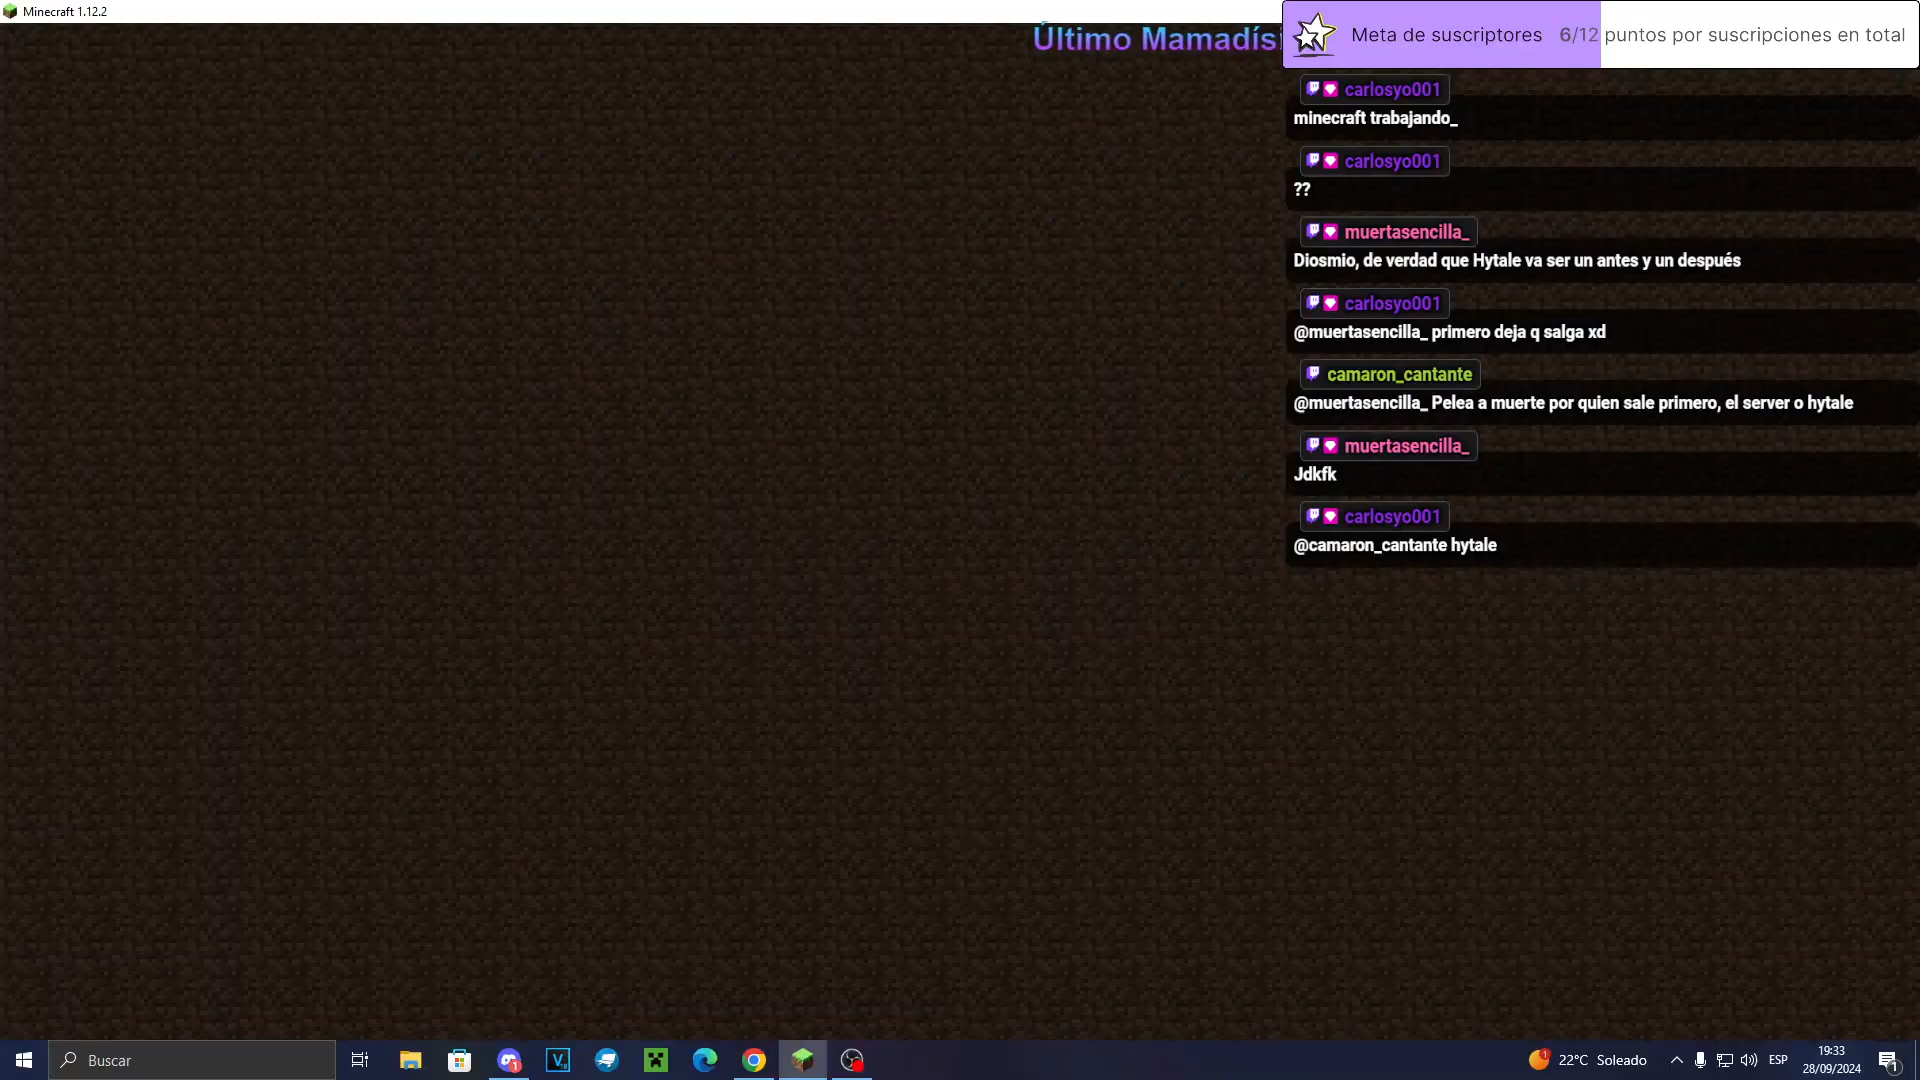 Minecraft 1.12.2
Último Mamadísi
Meta de suscriptores 6/12 puntos por suscripciones en total
carlosyo001
minecraft trabajando_
carlosyo001
??
muertasencilla_
Diosmio, de verdad que Hytale va ser un antes y un después
carlosyo001
@muertasencilla_ primero deja q salga xd
camaron_cantante
@muertasencilla_ Pelea a muerte por quien sale primero, el server o hytale
muertasencilla_
Jdkfk
carlosyo001
@camaron_cantante hytale
Buscar
1
22°C Soleado
ESP
19:33
28/09/2024
1